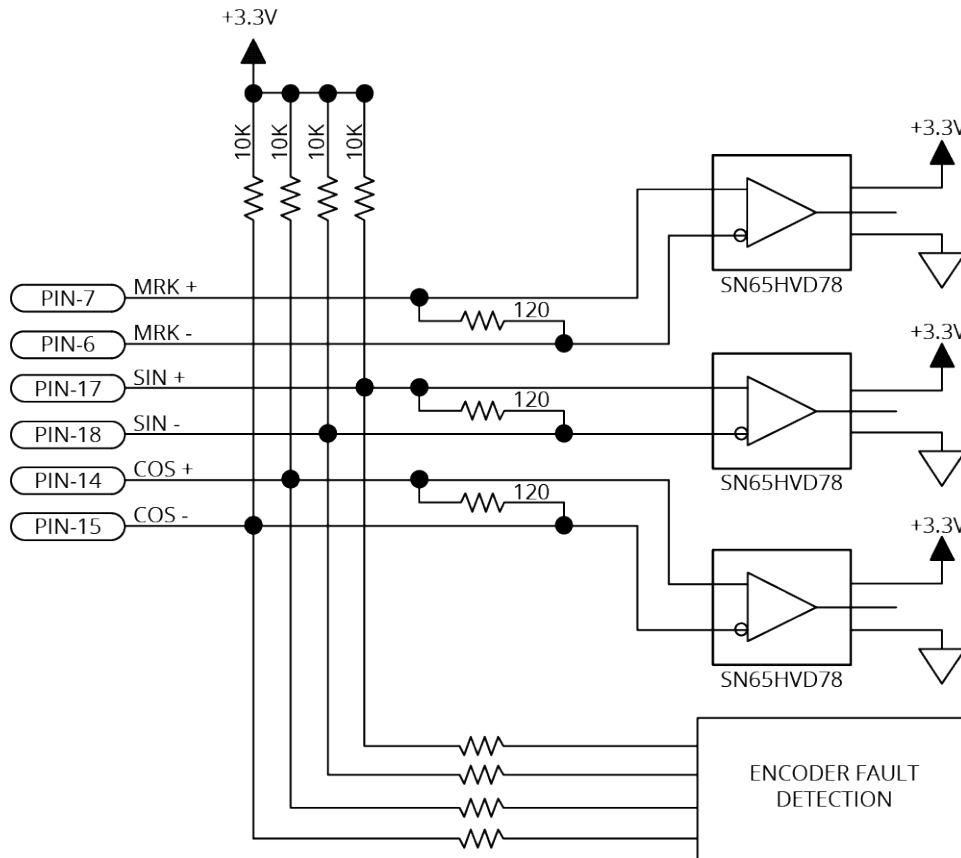 +3.3V
10K
10K
10K
10K
+3.3V
SN65HVD78
PIN-7
MRK +
120
PIN-6
MRK -
+3.3V
PIN-17
SIN +
120
PIN-18
SIN -
SN65HVD78
PIN-14
COS +
120
PIN-15
COS -
+3.3V
SN65HVD78
ENCODER FAULT
DETECTION